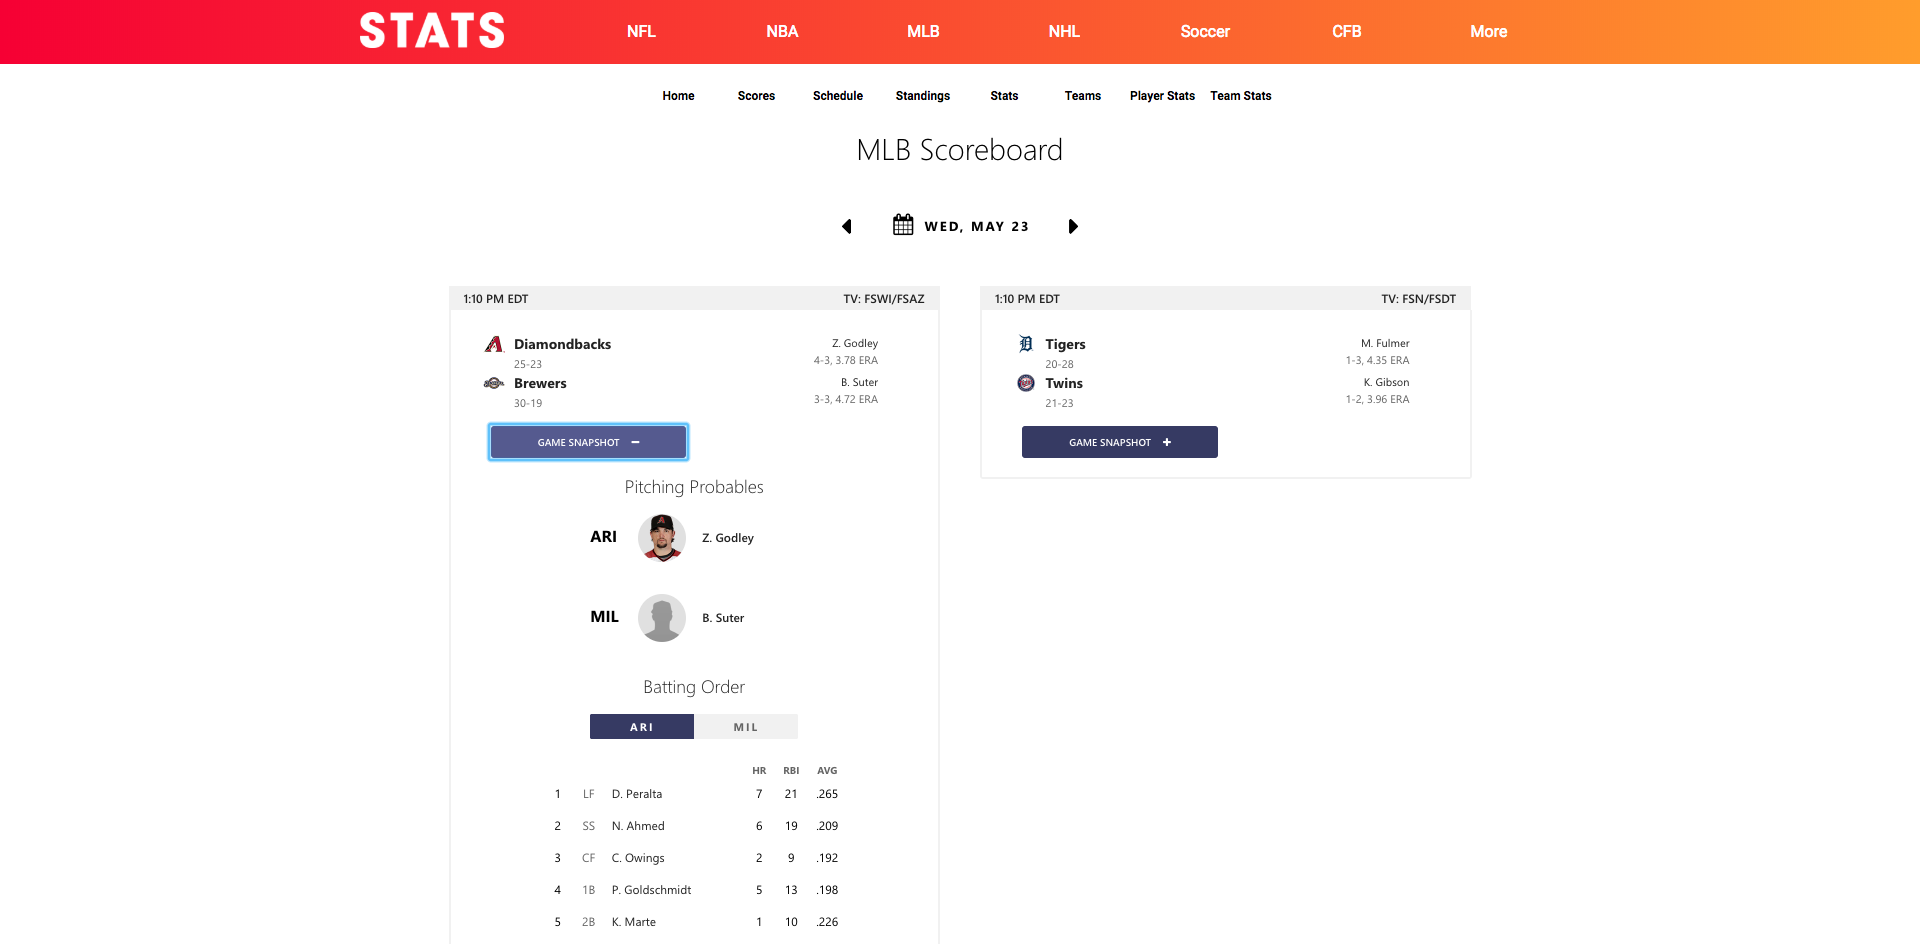 STATS NFL NBA MLB NHL Soccer CFB More
Home Scores Schedule Standings Stats Teams Player Stats Team Stats
MLB Scoreboard
WED, MAY 23
1:10 PM EDT TV: FSWI/FSAZ
Diamondbacks Z. Godley
25-23 4-3, 3.78 ERA
Brewers B. Suter
30-19 3-3, 4.72 ERA
GAME SNAPSHOT −
Pitching Probables
ARI Z. Godley
MIL B. Suter
Batting Order
ARI MIL
HR RBI AVG
1 LF D. Peralta 7 21 .265
2 SS N. Ahmed 6 19 .209
3 CF C. Owings 2 9 .192
4 1B P. Goldschmidt 5 13 .198
5 2B K. Marte 1 10 .226
1:10 PM EDT TV: FSN/FSDT
Tigers M. Fulmer
20-28 1-3, 4.35 ERA
Twins K. Gibson
21-23 1-2, 3.96 ERA
GAME SNAPSHOT +